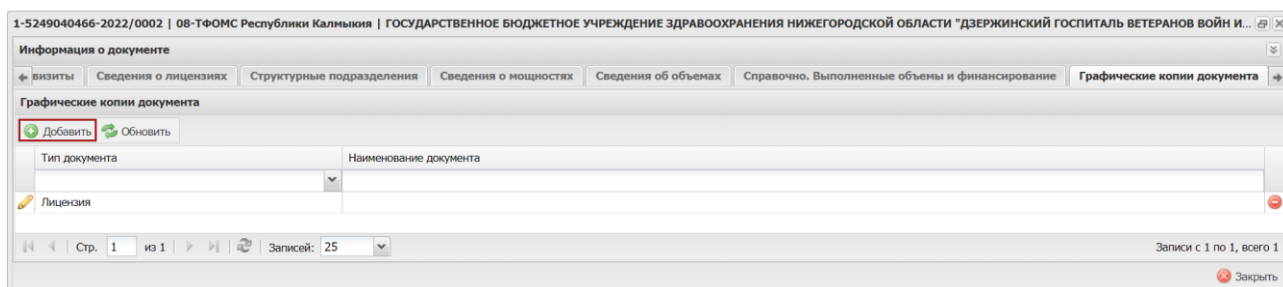 1-5249040466-2022/0002 | 08-ТФОМС Республики Калмыкия | ГОСУДАРСТВЕННОЕ БЮДЖЕТНОЕ УЧРЕЖДЕНИЕ ЗДРАВООХРАНЕНИЯ НИЖЕГОРОДСКОЙ ОБЛАСТИ "ДЗЕРЖИНСКИЙ ГОСПИТАЛЬ ВЕТЕРАНОВ ВОЙН И...
Информация о документе
визиты Сведения о лицензиях Структурные подразделения Сведения о мощностях Сведения об объемах Справочно. Выполненные объемы и финансирование Графические копии документа
Графические копии документа
Добавить Обновить
Тип документа Наименование документа
Лицензия
Стр. 1 из 1 Записей: 25 Записи с 1 по 1, всего 1
Закрыть